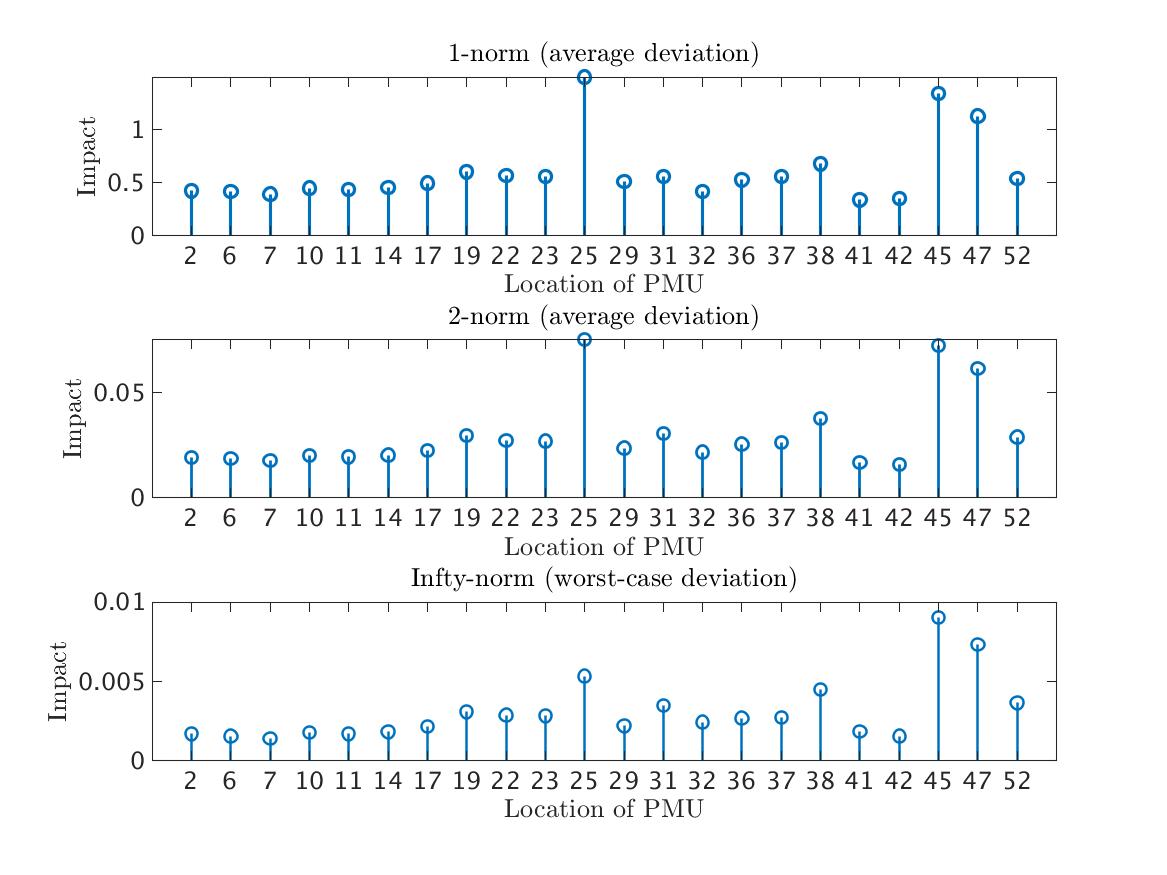 1-norm (average deviation)
Impact
1
0.5
0
2 6 7 10 11 14 17 19 22 23 25 29 31 32 36 37 38 41 42 45 47 52
Location of PMU
2-norm (average deviation)
Impact
0.05
0
2 6 7 10 11 14 17 19 22 23 25 29 31 32 36 37 38 41 42 45 47 52
Location of PMU
Infty-norm (worst-case deviation)
Impact
0.01
0.005
0
2 6 7 10 11 14 17 19 22 23 25 29 31 32 36 37 38 41 42 45 47 52
Location of PMU